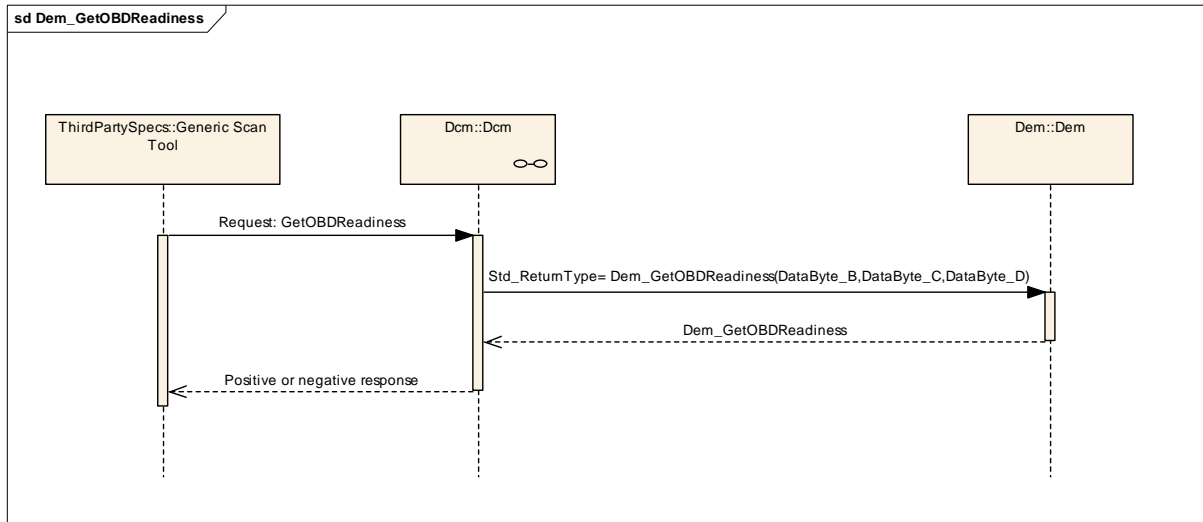 sd Dem_GetOBDReadiness
ThirdPartySpecs::Generic Scan
Tool
Dcm::Dcm
Dem::Dem
Request: GetOBDReadiness
Std_ReturnType= Dem_GetOBDReadiness(DataByte_B,DataByte_C,DataByte_D)
Dem_GetOBDReadiness
Positive or negative response